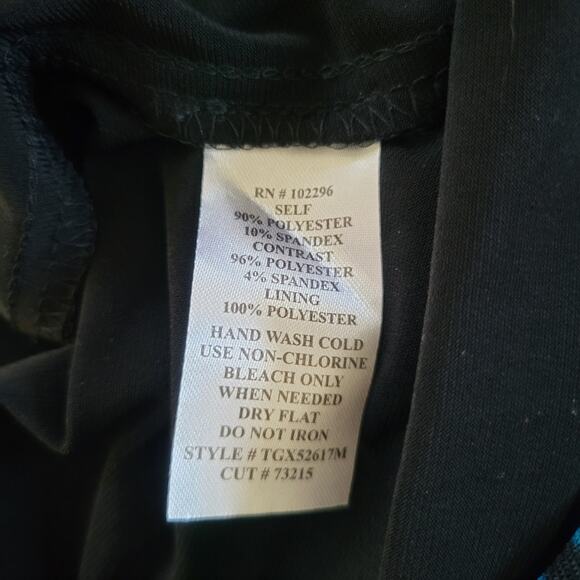 RN # 102296
SELF
90% POLYESTER
10% SPANDEX
CONTRAST
96% POLYESTER
4% SPANDEX
LINING
100% POLYESTER
HAND WASH COLD
USE NON-CHLORINE
BLEACH ONLY
WHEN NEEDED
DRY FLAT
DO NOT IRON
STYLE # TGX52617M
CUT # 73215